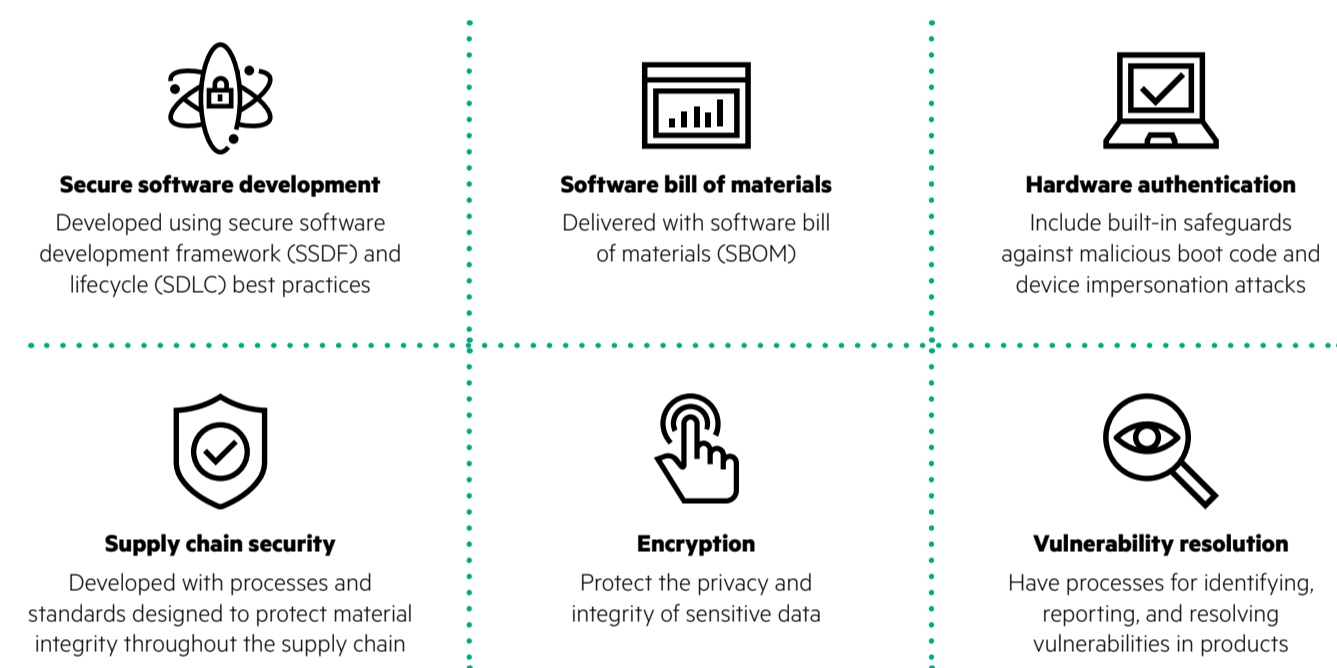 Secure software development
Developed using secure software
development framework (SSDF) and
lifecycle (SDLC) best practices
Software bill of materials
Delivered with software bill
of materials (SBOM)
Hardware authentication
Include built-in safeguards
against malicious boot code and
device impersonation attacks
Supply chain security
Developed with processes and
standards designed to protect material
integrity throughout the supply chain
Encryption
Protect the privacy and
integrity of sensitive data
Vulnerability resolution
Have processes for identifying,
reporting, and resolving
vulnerabilities in products